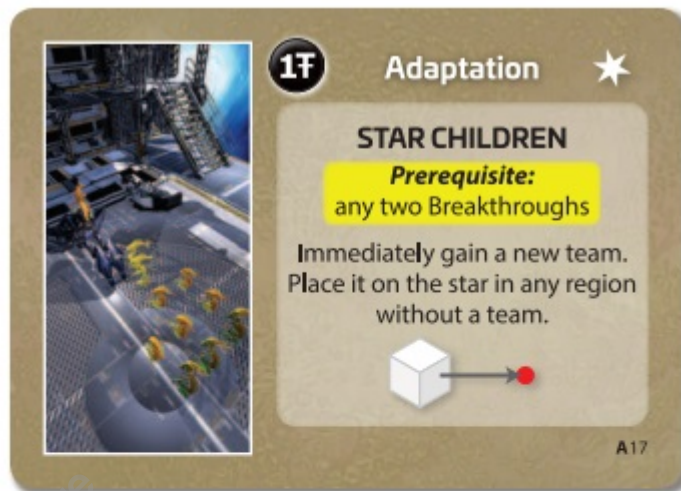 1Ŧ Adaptation
STAR CHILDREN
Prerequisite:
any two Breakthroughs
Immediately gain a new team.
Place it on the star in any region
without a team.
A17